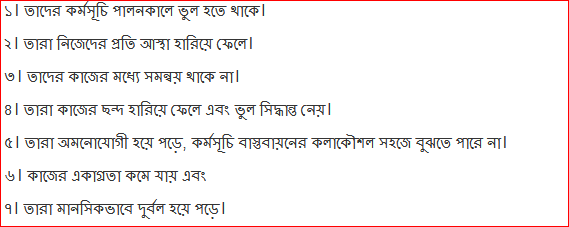 ১। তাদের কর্মসূচি পালনকালে ভুল হতে থাকে।
২। তারা নিজেদের প্রতি আস্থা হারিয়ে ফেলে।
৩। তাদের কাজের মধ্যে সমন্বয় থাকে না।
৪। তারা কাজের ছন্দ হারিয়ে ফেলে এবং ভুল সিদ্ধান্ত নেয়।
৫। তারা অমনোযোগী হয়ে পড়ে, কর্মসূচি বাস্তবায়নের কলাকৌশল সহজে বুঝতে পারে না।
৬। কাজের একাগ্রতা কমে যায় এবং
৭। তারা মানসিকভাবে দুর্বল হয়ে পড়ে।